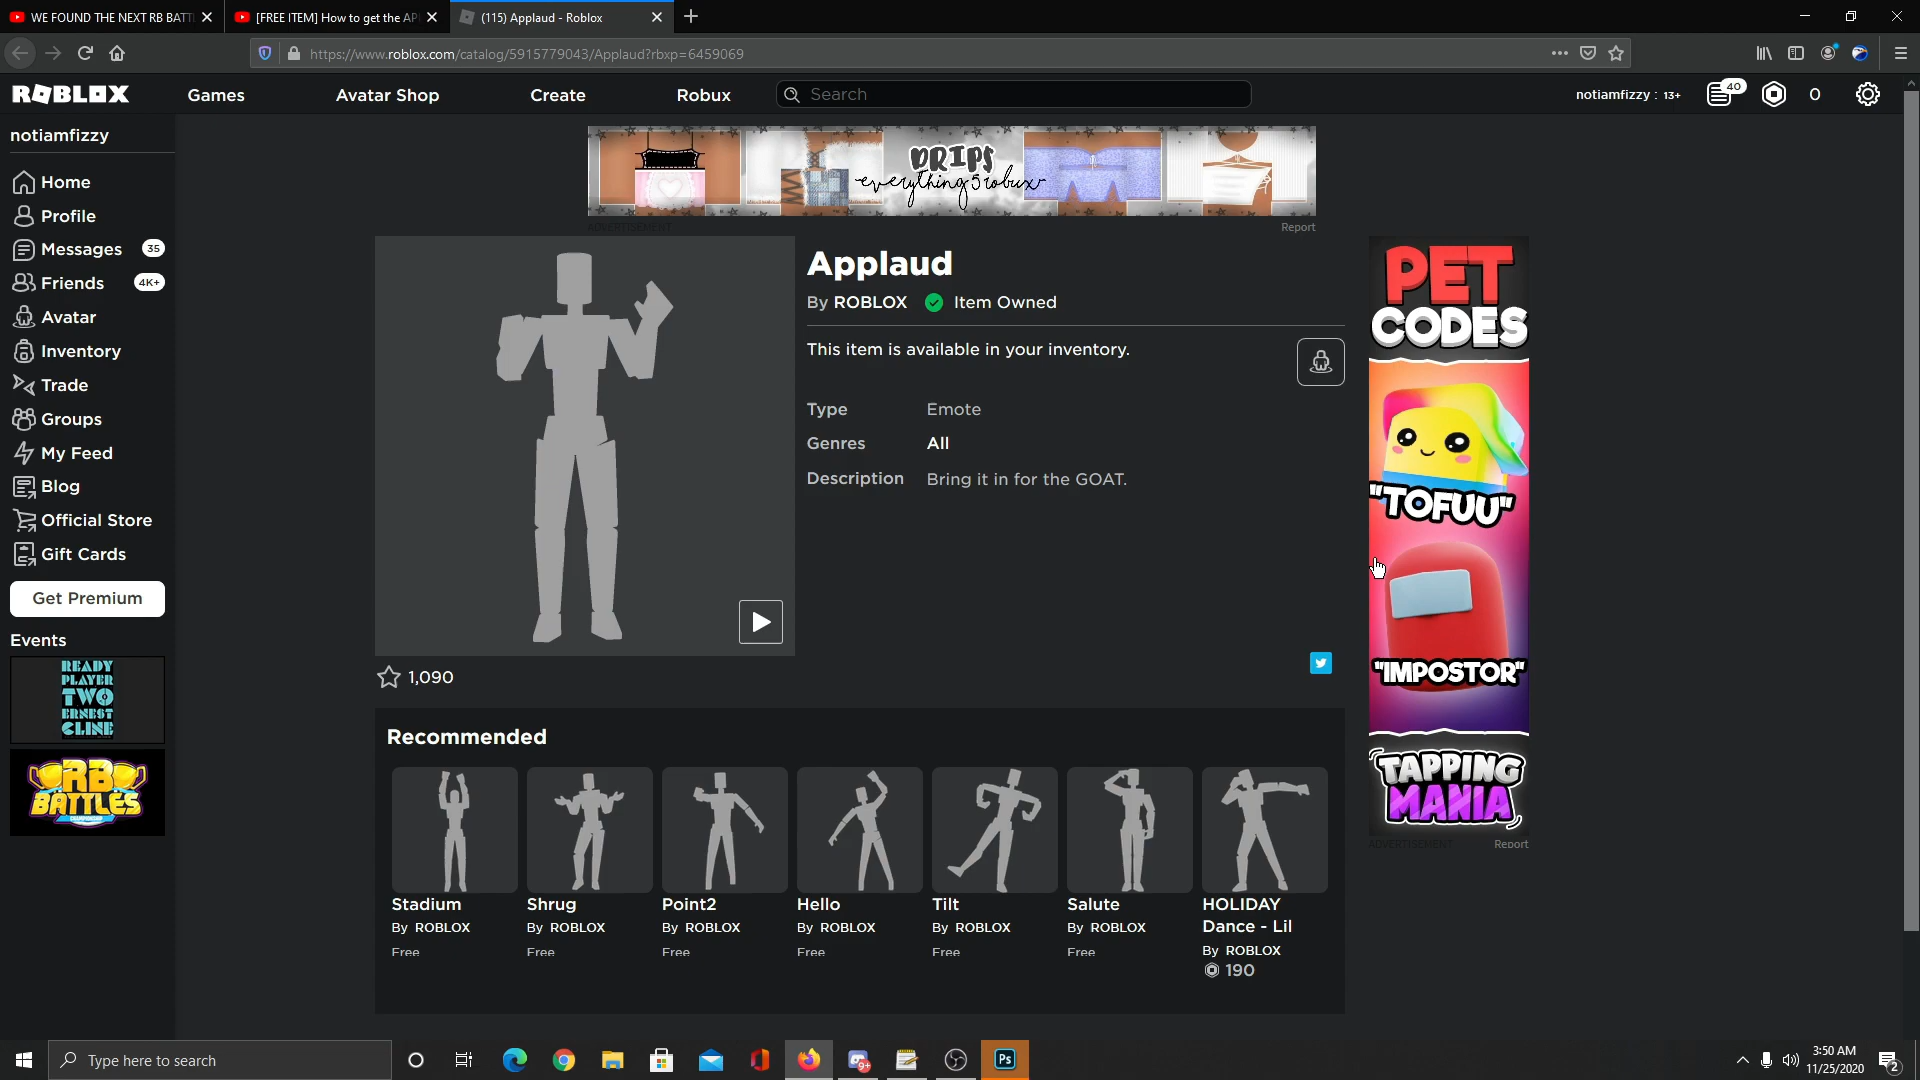 WE FOUND THE NEXT RB BATT
[FREE ITEM] How to get the AP
(115) Applaud - Roblox
https://www.roblox.com/catalog/5915779043/Applaud?rbxp=6459069
ROBLOX
Games
Avatar Shop
Create
Robux
Search
notiamfizzy : 13+
40
0
notiamfizzy
Home
Profile
Messages
35
Friends
4K+
Avatar
Inventory
Trade
Groups
My Feed
Blog
Official Store
Gift Cards
Get Premium
Events
READY
PLAYER
TWO
ERNEST
CLINE
RB
BATTLES
CHAMPIONSHIP
DRIPS
everything 5 robux
ADVERTISEMENT
Report
Applaud
By ROBLOX
Item Owned
This item is available in your inventory.
Type
Emote
Genres
All
Description
Bring it in for the GOAT.
1,090
PET
CODES
"TOFUU"
"IMPOSTOR"
TAPPING
MANIA
ADVERTISEMENT
Report
Recommended
Stadium
By ROBLOX
Free
Shrug
By ROBLOX
Free
Point2
By ROBLOX
Free
Hello
By ROBLOX
Free
Tilt
By ROBLOX
Free
Salute
By ROBLOX
Free
HOLIDAY
Dance - Lil
By ROBLOX
190
Type here to search
9+
Ps
3:50 AM
11/25/2020
2